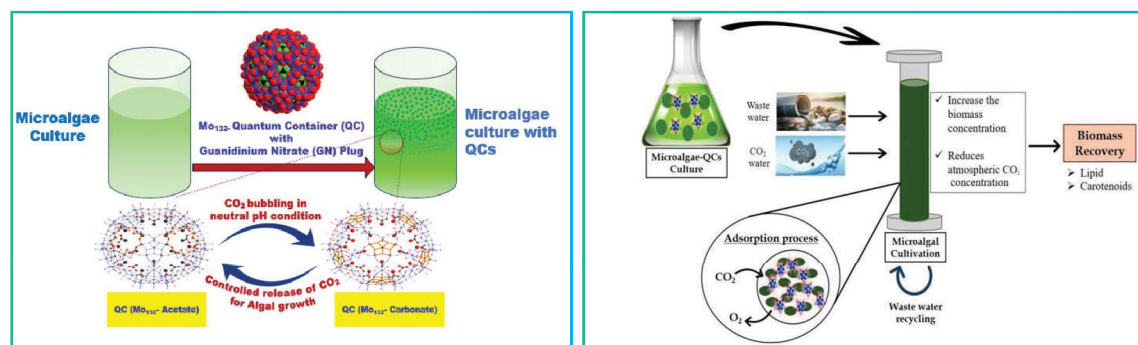 Microalgae
Culture
Mo₁₃₂- Quantum Container (QC)
with
Guanidinium Nitrate (GN) Plug
Microalgae
culture with
QCs
CO₂ bubbling in
neutral pH condition
Controlled release of CO₂
for Algal growth
QC (Mo₁₃₂- Acetate)
QC (Mo₁₃₂- Carbonate)
Microalgae-QCs
Culture
Waste
water
CO₂
water
CO₂
✓ Increase the
biomass
concentration
✓ Reduces
atmospheric CO₂
concentration
Biomass
Recovery
➢ Lipid
➢ Carotenoids
Adsorption process
CO₂
O₂
Microalgal
Cultivation
Waste water
recycling